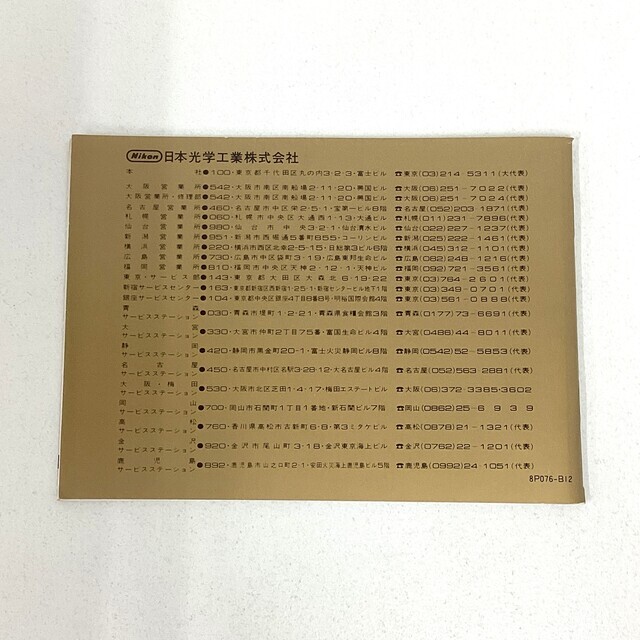 Nikon 日本光学工業株式会社
本社●100・東京都千代田区丸の内3・2・3・富士ビル ☎東京(03)214-5311(大代表)
大阪営業所●542・大阪市南区南船場2・11・20・興国ビル ☎大阪(06)251-7022(代表)
大阪営業所・修理部●542・大阪市南区南船場2・11・20・興国ビル ☎大阪(06)251-7024(代表)
名古屋営業所●460・名古屋市中区栄2・5・1・宝第一ビル8階 ☎名古屋(052)203-1871(代表)
札幌営業所●060・札幌市中央区大通西1・13・大通ビル ☎札幌(011)231-7896(代表)
仙台営業所●980・仙台市中央3・2・1・仙台清水ビル ☎仙台(022)227-1237(代表)
新潟営業所●951・新潟市西堀通5番町855・コーリンビル ☎新潟(025)222-1461(代表)
横浜営業所●220・横浜市西区北幸2-5-15・日総第3ビル6階 ☎横浜(045)312-1101(代表)
広島営業所●730・広島市中区袋町3・19・広島東邦生命ビル ☎広島(082)248-1216(代表)
福岡営業所●810・福岡市中央区天神2・12・1・天神ビル ☎福岡(092)721-3561(代表)
東京・サービス部●143・東京都大田区大森北6・19・22 ☎東京(03)764-2601(代表)
新宿サービスセンター●163・東京都新宿区西新宿1・25・1・新宿センタービル地下1階 ☎東京(03)349-0701(代表)
銀座サービスセンター●104・東京都中央区銀座4丁目8番8号・明裕国際会館4階 ☎東京(03)561-0888(代表)
青森サービスステーション●030・青森市堤町1・2・21・青森県食糧会館3階 ☎青森(0177)73-6691(代表)
大宮サービスステーション●330・大宮市仲町2丁目75番・富国生命ビル4階 ☎大宮(0486)44-8011(代表)
静岡サービスステーション●420・静岡市黒金町20-1・富士火災静岡ビル8階 ☎静岡(0542)52-5853(代表)
名古屋サービスステーション●450・名古屋市中村区名駅3・28・12・大名古屋ビル4階 ☎名古屋(052)563-2881(代表)
大阪・梅田サービスステーション●530・大阪市北区芝田1・4・17・梅田エステートビル ☎大阪(06)372-3385・3602
岡山サービスステーション●700・岡山市石関町1丁目1番地・新石関ビル7階 ☎岡山(0862)25-6939
高松サービスステーション●760・香川県高松市古新町6・8・第3ミタケビル ☎高松(0878)21-1321(代表)
金沢サービスステーション●920・金沢市尾山町3・18・金沢東京海上ビル ☎金沢(0762)22-1201(代表)
鹿児島サービスステーション●892・鹿児島市山之口町2・1・安田火災海上鹿児島ビル5階 ☎鹿児島(0992)24-1051(代表)
8P076-B12